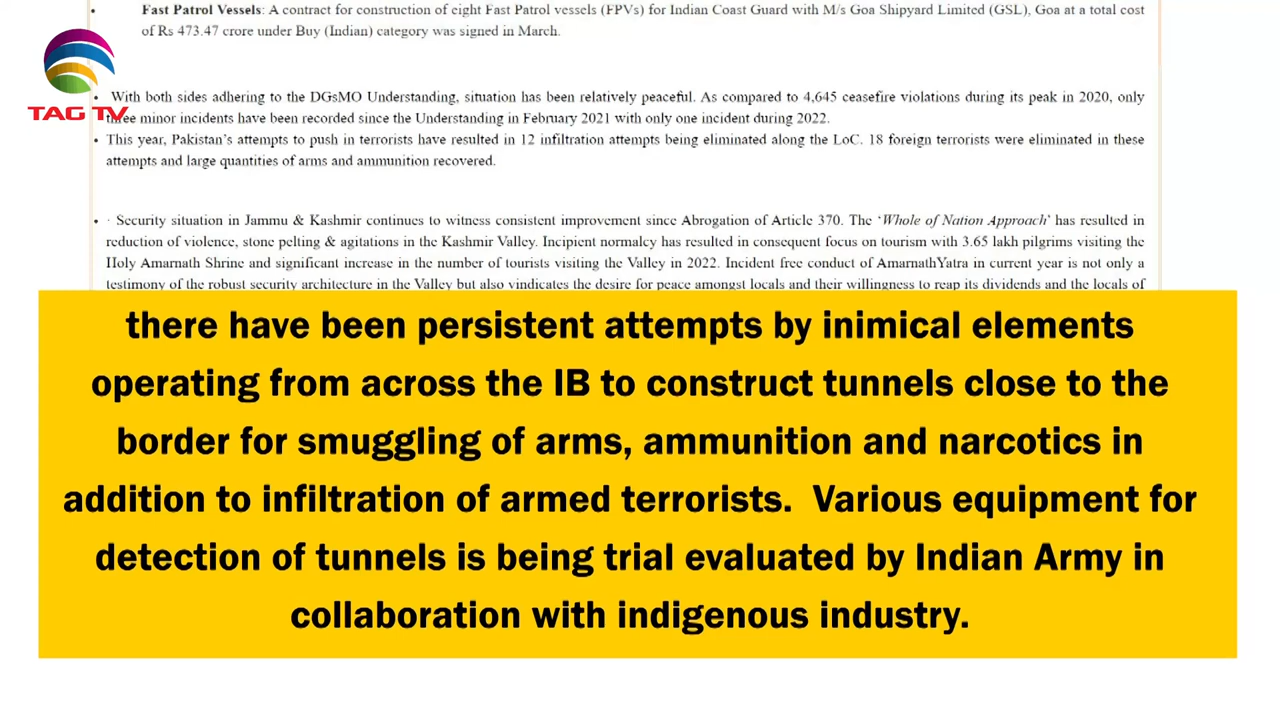 Fast Patrol Vessels: A contract for construction of eight Fast Patrol vessels (FPVs) for Indian Coast Guard with M/s Goa Shipyard Limited (GSL), Goa at a total cost
of Rs 473.47 crore under Buy (Indian) category was signed in March.
TAG TV
With both sides adhering to the DGsMO Understanding, situation has been relatively peaceful. As compared to 4,645 ceasefire violations during its peak in 2020, only
three minor incidents have been recorded since the Understanding in February 2021 with only one incident during 2022.
This year, Pakistan's attempts to push in terrorists have resulted in 12 infiltration attempts being eliminated along the LoC. 18 foreign terrorists were eliminated in these
attempts and large quantities of arms and ammunition recovered.
· Security situation in Jammu & Kashmir continues to witness consistent improvement since Abrogation of Article 370. The 'Whole of Nation Approach' has resulted in
reduction of violence, stone pelting & agitations in the Kashmir Valley. Incipient normalcy has resulted in consequent focus on tourism with 3.65 lakh pilgrims visiting the
Holy Amarnath Shrine and significant increase in the number of tourists visiting the Valley in 2022. Incident free conduct of AmarnathYatra in current year is not only a
testimony of the robust security architecture in the Valley but also vindicates the desire for peace amongst locals and their willingness to reap its dividends and the locals of
there have been persistent attempts by inimical elements
operating from across the IB to construct tunnels close to the
border for smuggling of arms, ammunition and narcotics in
addition to infiltration of armed terrorists.  Various equipment for
detection of tunnels is being trial evaluated by Indian Army in
collaboration with indigenous industry.